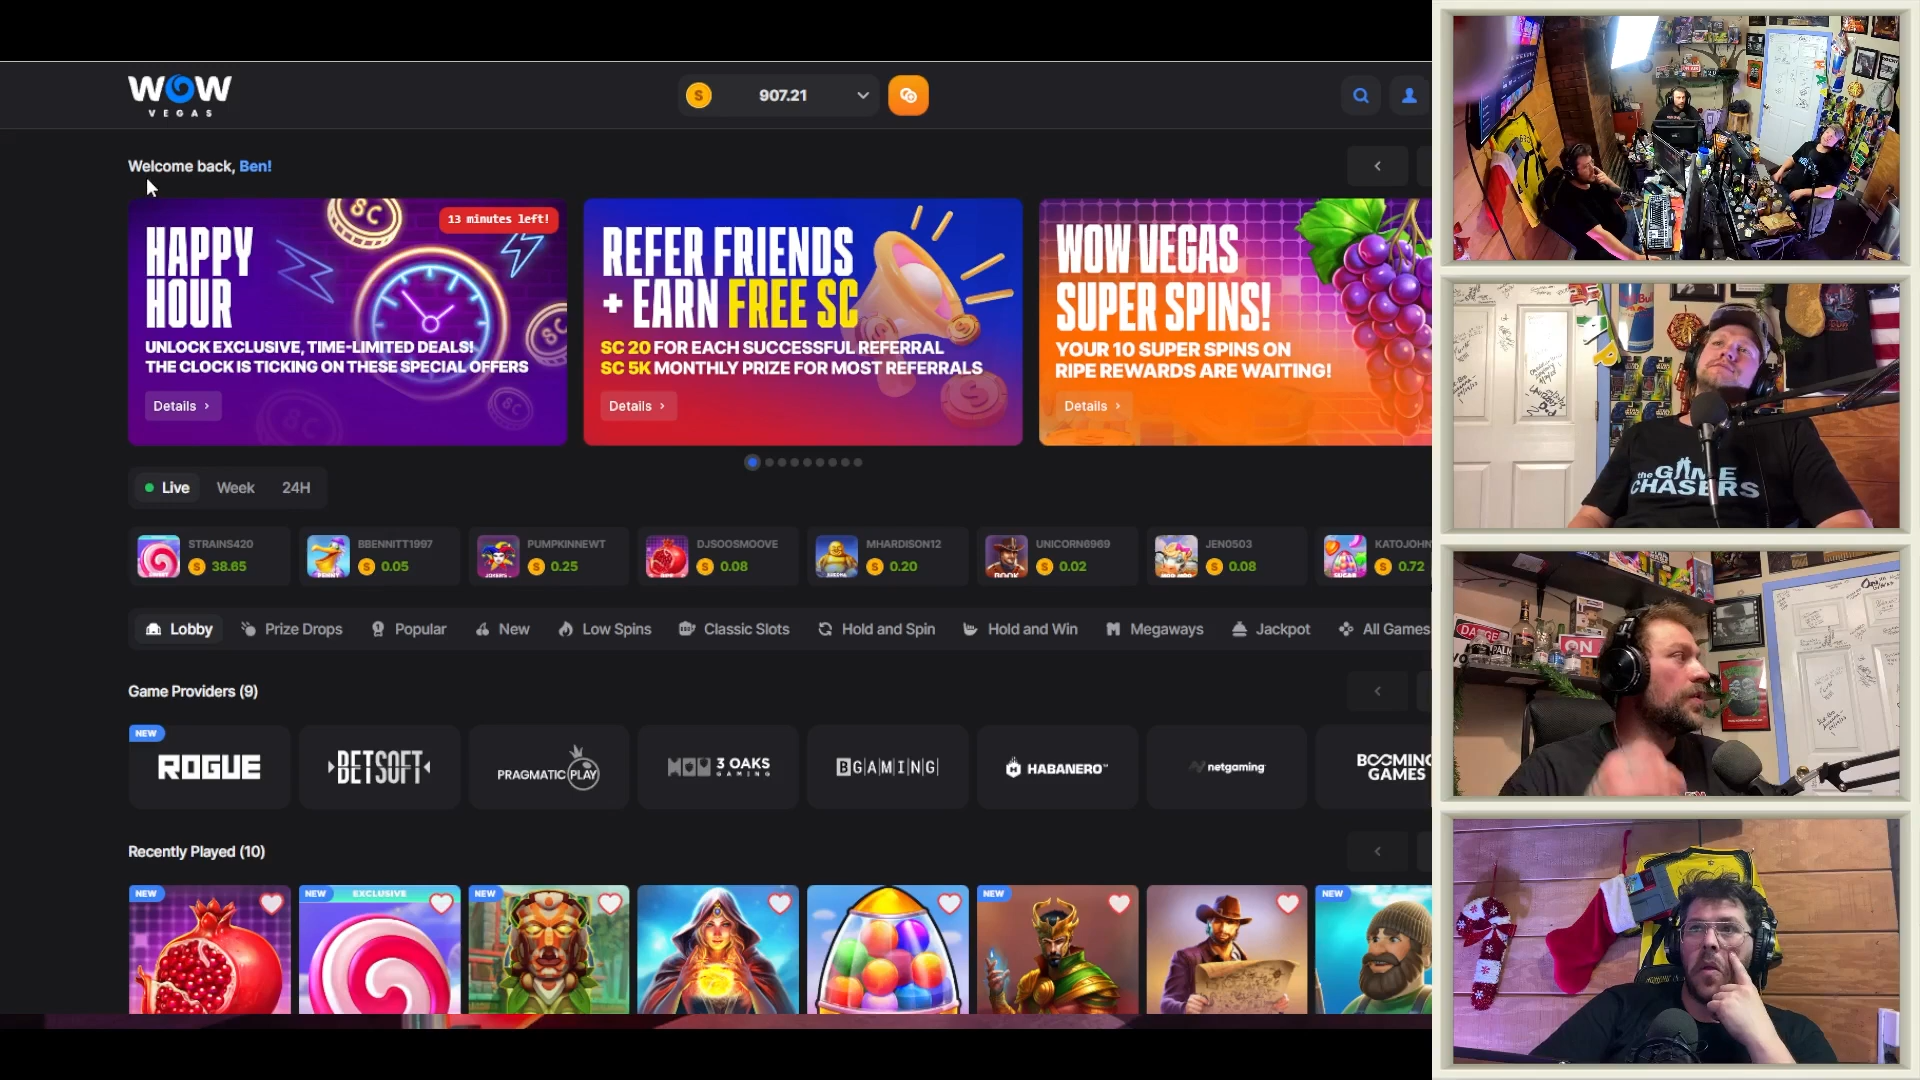 WOW
VEGAS
S
907.21
Welcome back, Ben!
13 minutes left!
HAPPY
HOUR
UNLOCK EXCLUSIVE, TIME-LIMITED DEALS!
THE CLOCK IS TICKING ON THESE SPECIAL OFFERS
Details
REFER FRIENDS
+ EARN FREE SC
SC 20 FOR EACH SUCCESSFUL REFERRAL
SC 5K MONTHLY PRIZE FOR MOST REFERRALS
Details
WOW VEGAS
SUPER SPINS!
YOUR 10 SUPER SPINS ON
RIPE REWARDS ARE WAITING!
Details
Live
Week
24H
STRAINS420
38.65
BBENNITT1997
0.05
PUMPKINNEWT
0.25
DJSOOSMOOVE
0.08
MHARDISON12
0.20
UNICORN6969
0.02
JEN0503
0.08
KATOJOHN
0.72
Lobby
Prize Drops
Popular
New
Low Spins
Classic Slots
Hold and Spin
Hold and Win
Megaways
Jackpot
All Games
Game Providers (9)
NEW
ROGUE
BETSOFT
PRAGMATIC PLAY
3 OAKS
GAMING
BGAMING
HABANERO
netgaming
BOOMING
GAMES
Recently Played (10)
NEW
NEW
EXCLUSIVE
NEW
NEW
NEW
the GAME
CHASERS
ON